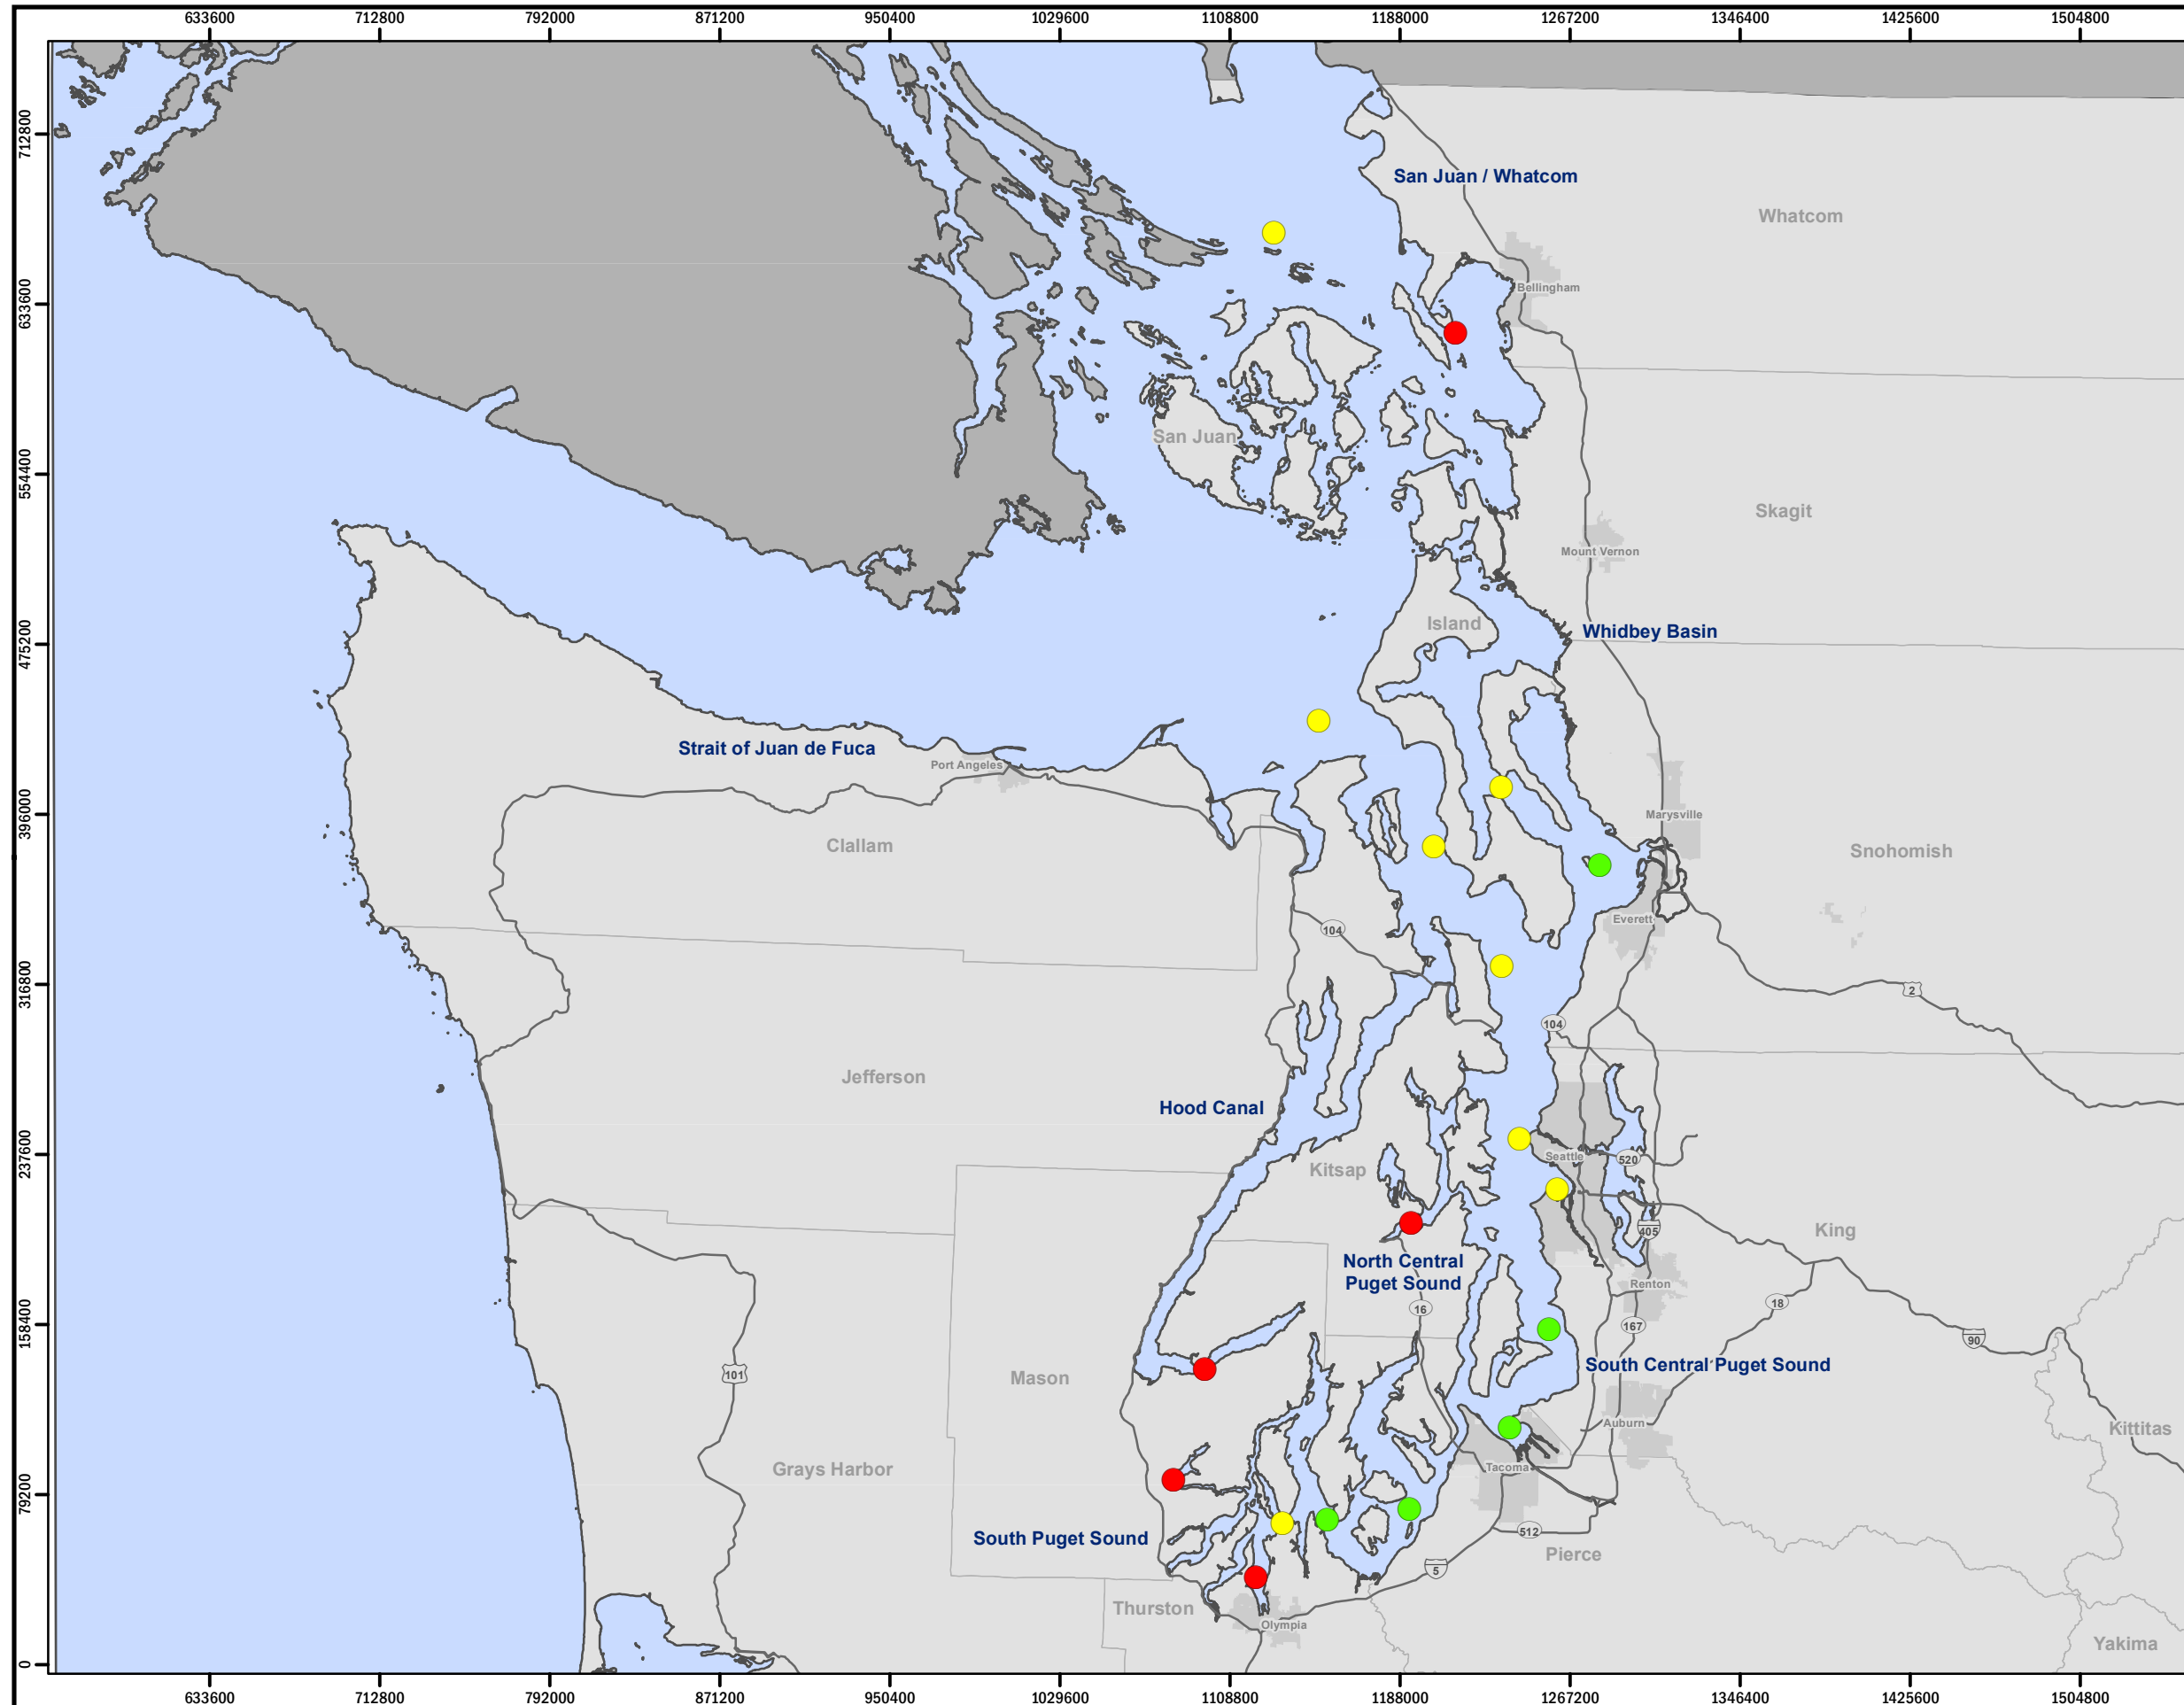 633600 712800 792000 871200 950400 1029600 1108800 1188000 1267200 1346400 1425600 1504800
712800
San Juan / Whatcom
Whatcom
633600
Bellingham
554400
San Juan
Skagit
Mount Vernon
475200
Island
Whidbey Basin
Strait of Juan de Fuca
Port Angeles
396000
Marysville
Clallam
Snohomish
Everett
104
316800
2
104
Jefferson
Hood Canal
237600
Seattle
520
Kitsap
405
King
North Central
Puget Sound
Renton
18
16
158400
167
90
South Central Puget Sound
101
Mason
Auburn
Kittitas
Grays Harbor
Tacoma
79200
512
South Puget Sound
Pierce
5
Thurston
Olympia
Yakima
0
633600 712800 792000 871200 950400 1029600 1108800 1188000 1267200 1346400 1425600 1504800